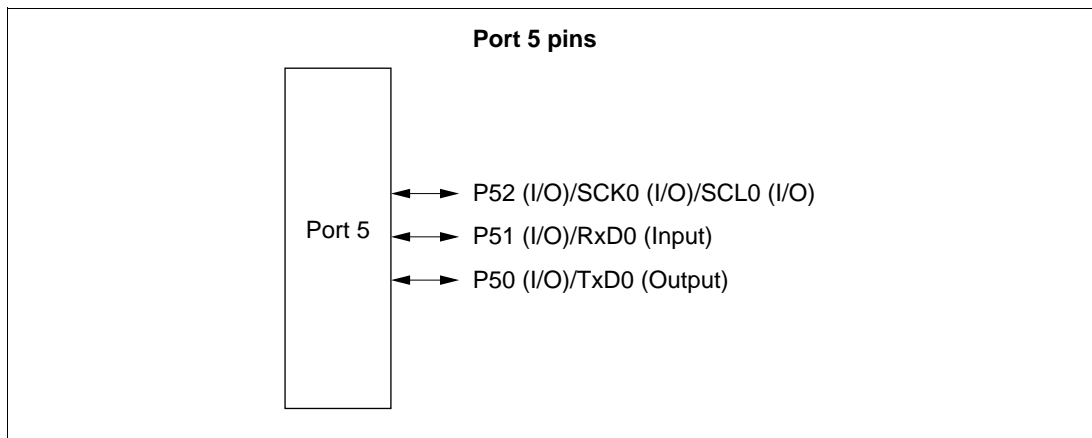 Port 5 pins
P52 (I/O)/SCK0 (I/O)/SCL0 (I/O)
Port 5
P51 (I/O)/RxD0 (Input)
P50 (I/O)/TxD0 (Output)